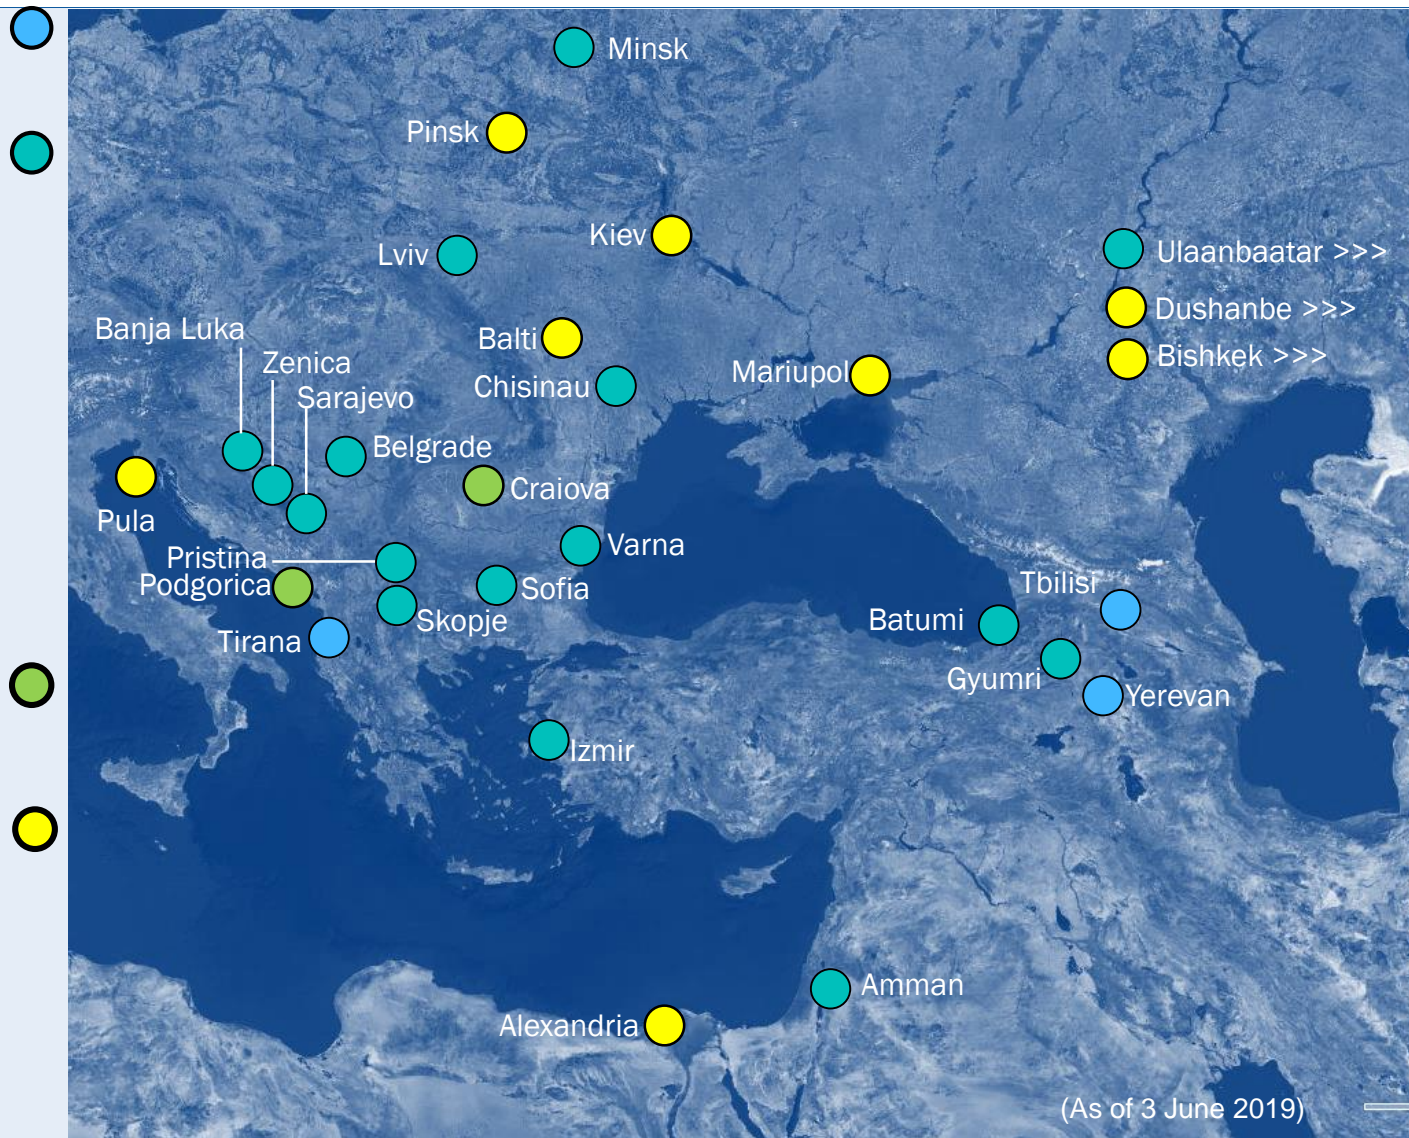 Minsk
Pinsk
Kiev
Lviv
Ulaanbaatar >>>
Dushanbe >>>
Bishkek >>>
Banja Luka
Zenica
Sarajevo
Balti
Chisinau
Mariupol
Belgrade
Craiova
Pula
Varna
Pristina
Podgorica
Sofia
Skopje
Tirana
Tbilisi
Batumi
Gyumri
Yerevan
Izmir
Amman
Alexandria
(As of 3 June 2019)